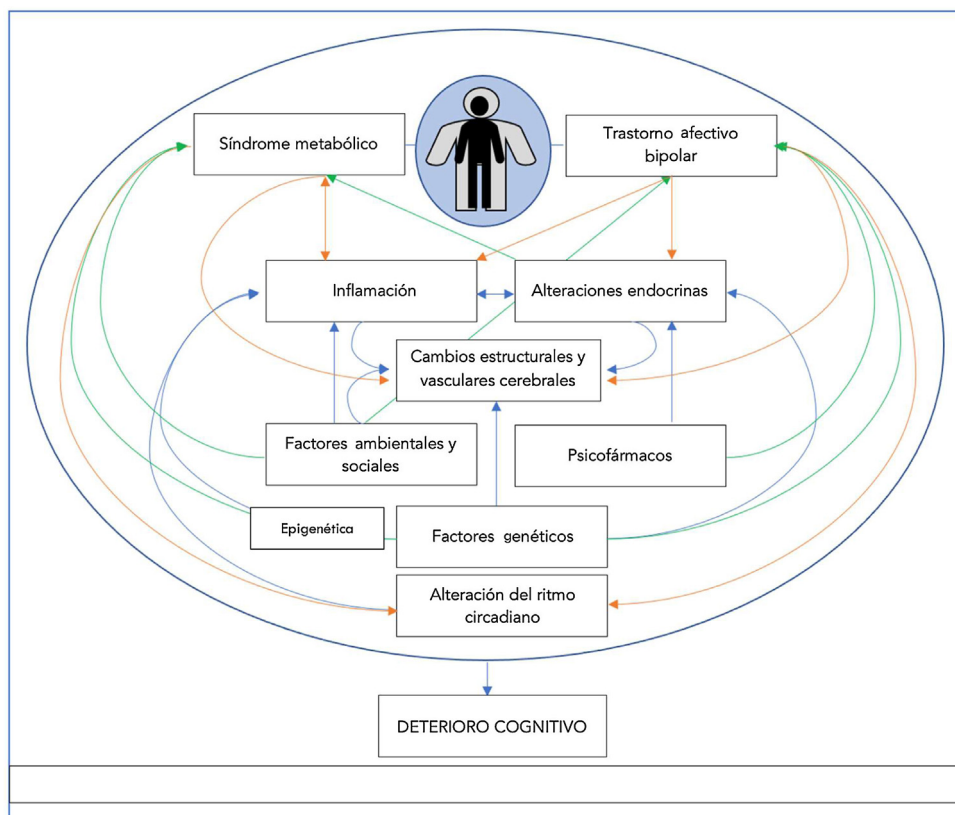 Síndrome metabólico
Trastorno afectivo
bipolar
Inflamación
Alteraciones endocrinas
Cambios estructurales y
vasculares cerebrales
Factores ambientales y
sociales
Psicofármacos
Epigenética
Factores genéticos
Alteración del ritmo
circadiano
DETERIORO COGNITIVO